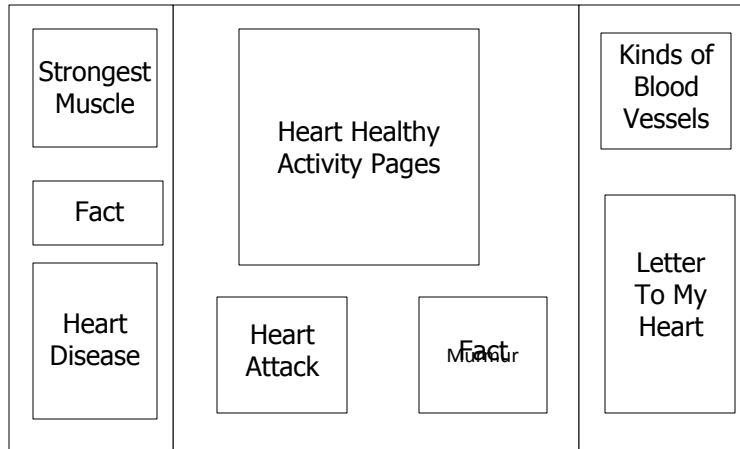 Strongest
Muscle
Fact
Heart
Disease
Heart Healthy
Activity Pages
Heart
Attack
Fact
Murmur
Kinds of
Blood
Vessels
Letter
To My
Heart